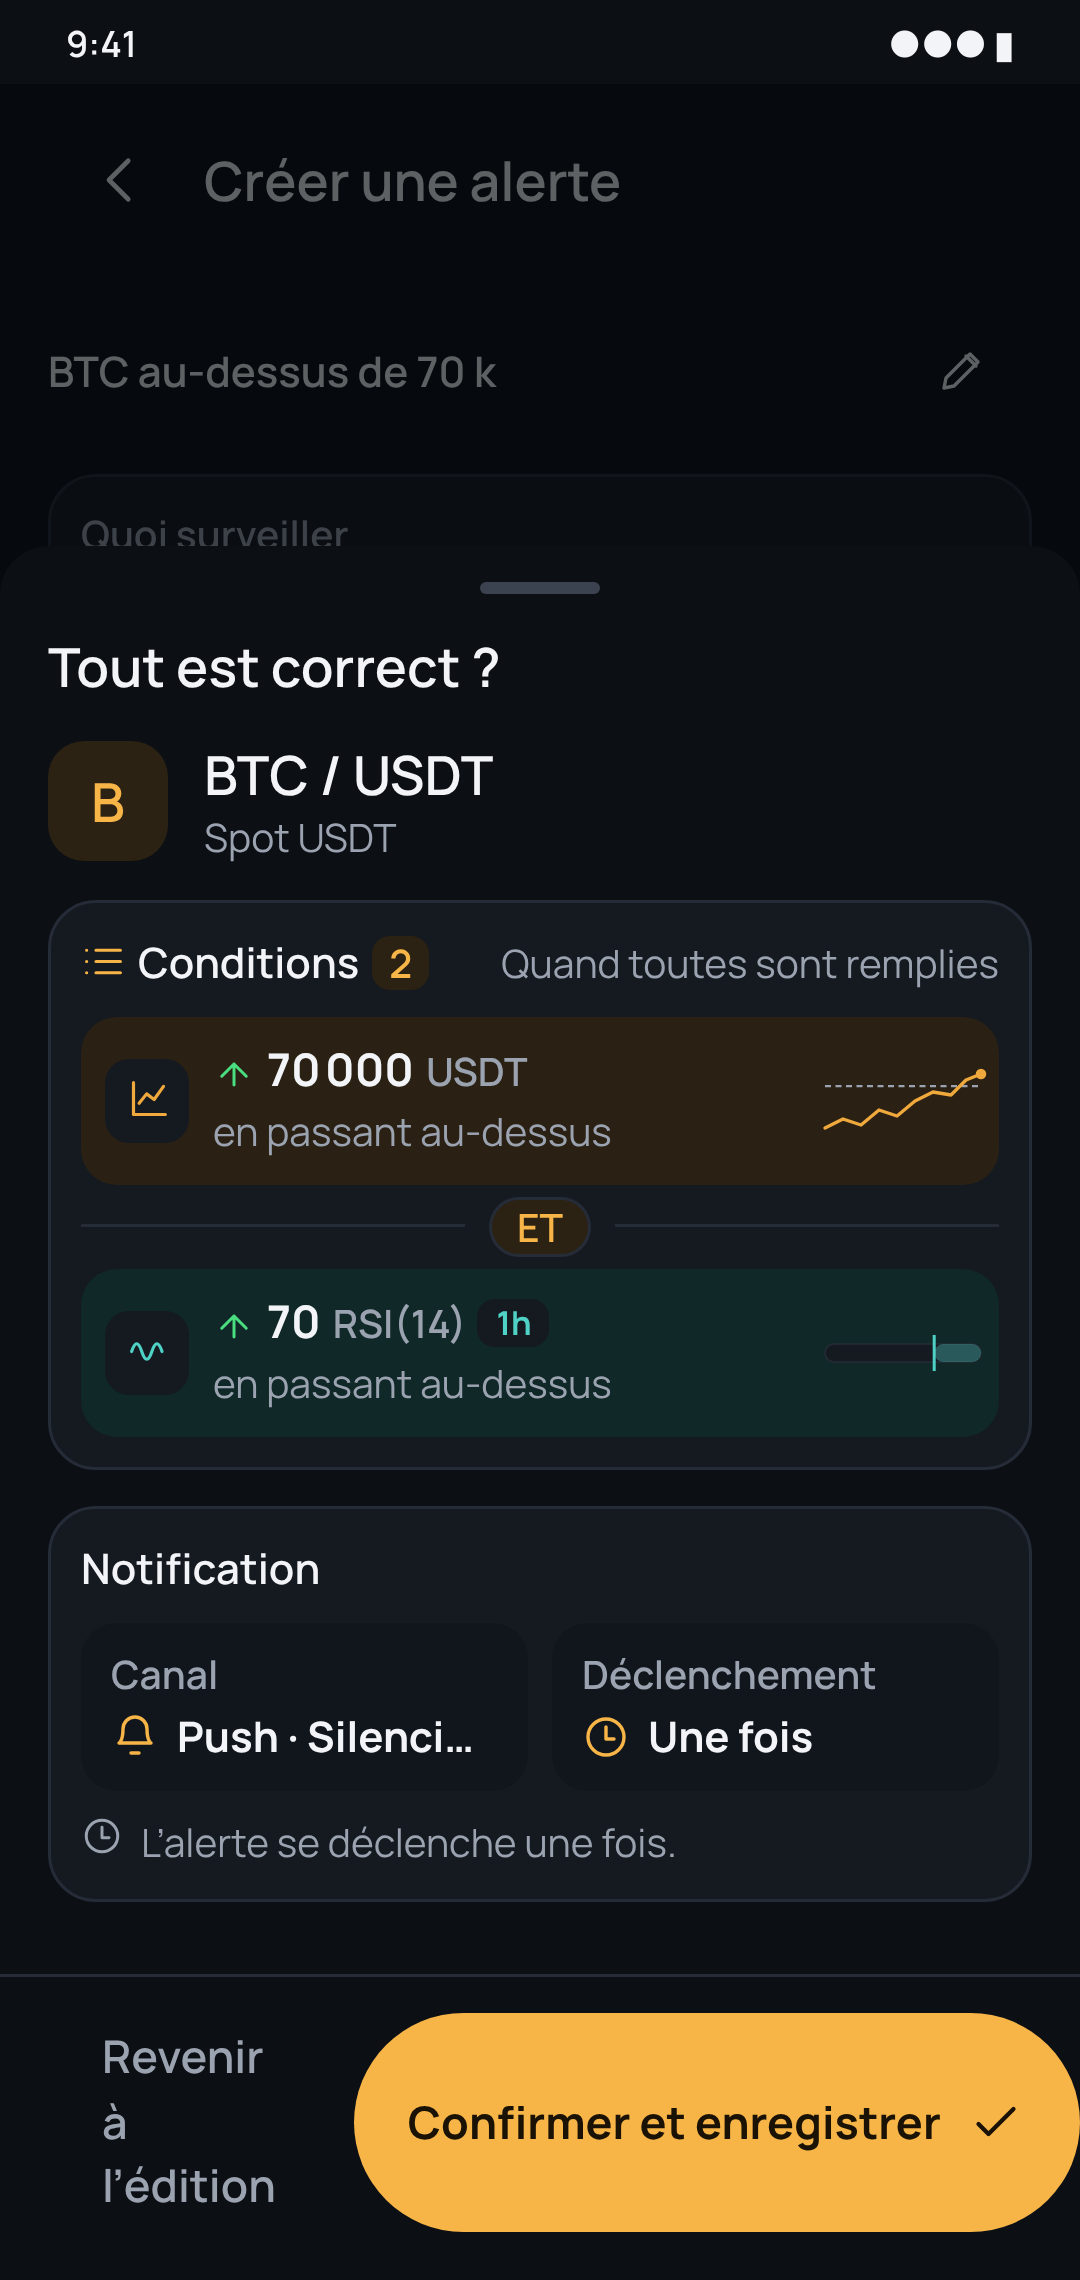 9:41
Créer une alerte
BTC au-dessus de 70 k
Quoi surveiller
Tout est correct ?
B
BTC / USDT
Spot USDT
Conditions 2 Quand toutes sont remplies
70 000 USDT
en passant au-dessus
ET
70 RSI(14) 1h
en passant au-dessus
Notification
Canal
Push · Silenci...
Déclenchement
Une fois
L’alerte se déclenche une fois.
Revenir
à
l’édition
Confirmer et enregistrer